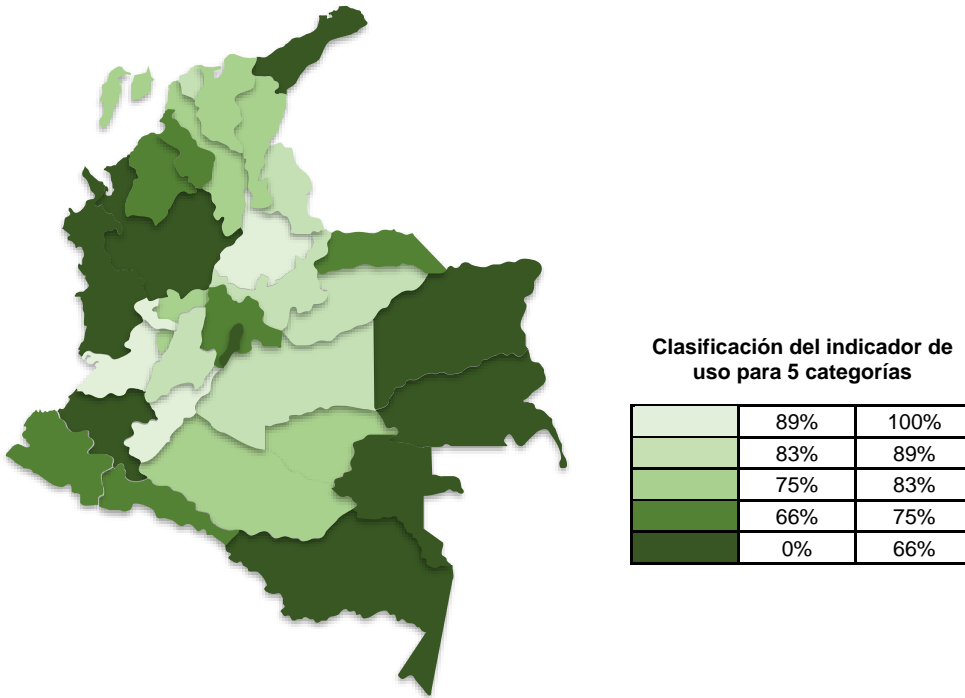 Clasificación del indicador de
uso para 5 categorías
89% 100%
83% 89%
75% 83%
66% 75%
0% 66%